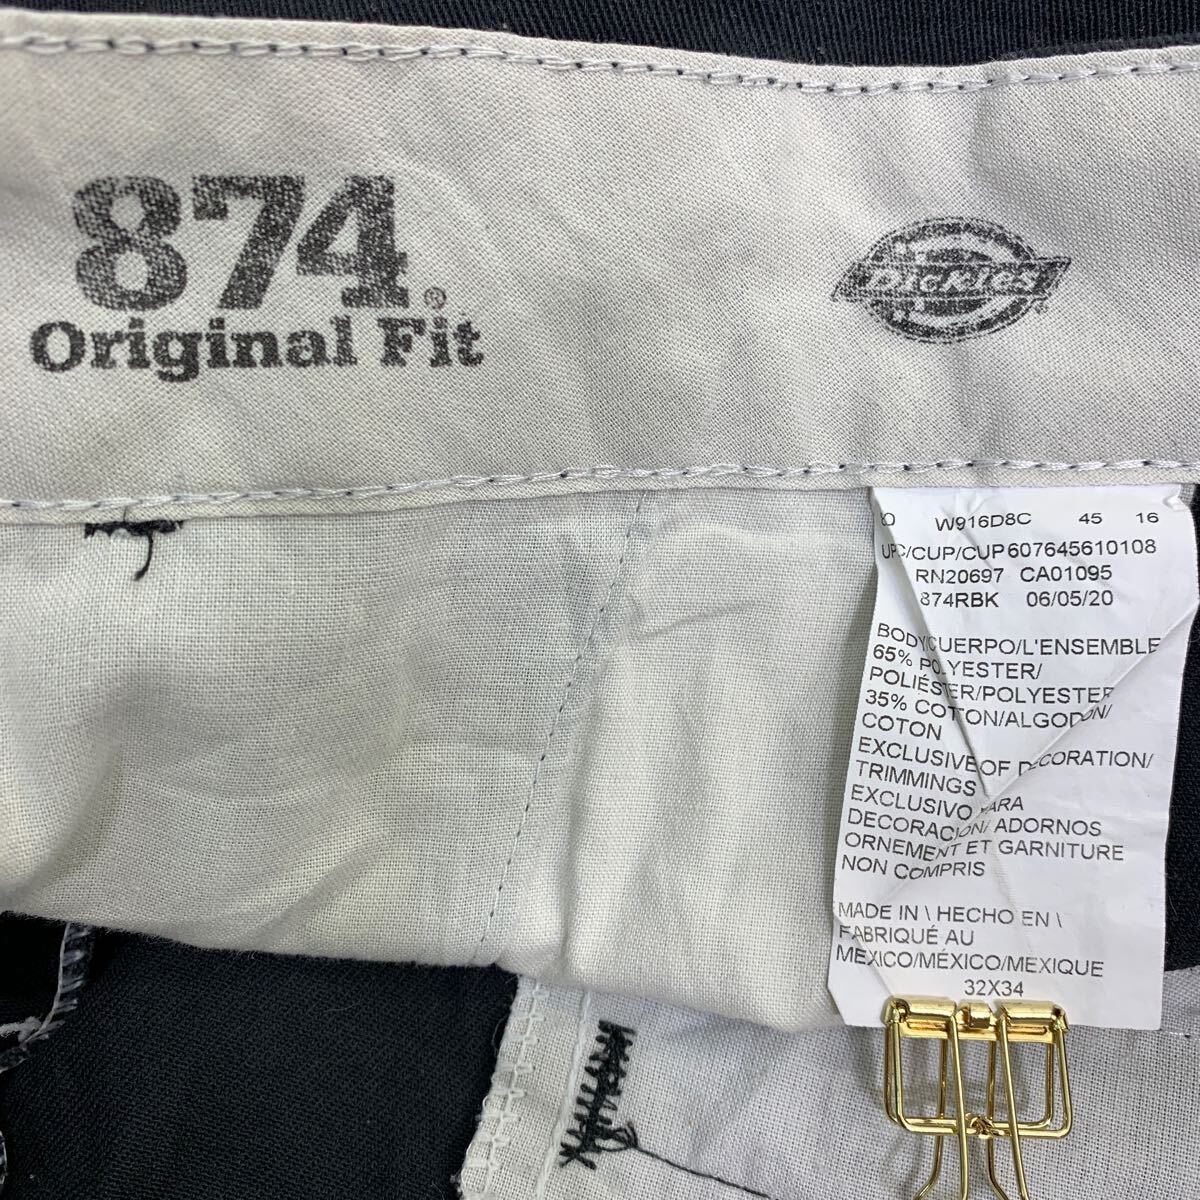 874®
Original Fit
Dickies®
W916D8C 45 16
UPC/CUP/CUP607645610108
RN20697 CA01095
874RBK 06/05/20
BODY/CUERPO/L'ENSEMBLE
65% POLYESTER/
POLIÉSTER/POLYESTER
35% COTTON/ALGODON/
COTON
EXCLUSIVE OF DECORATION/
TRIMMINGS
EXCLUSIVO PARA
DECORACION/ ADORNOS
ORNEMENT ET GARNITURE
NON COMPRIS
MADE IN \ HECHO EN \
FABRIQUÉ AU
MEXICO/MÉXICO/MEXIQUE
32X34